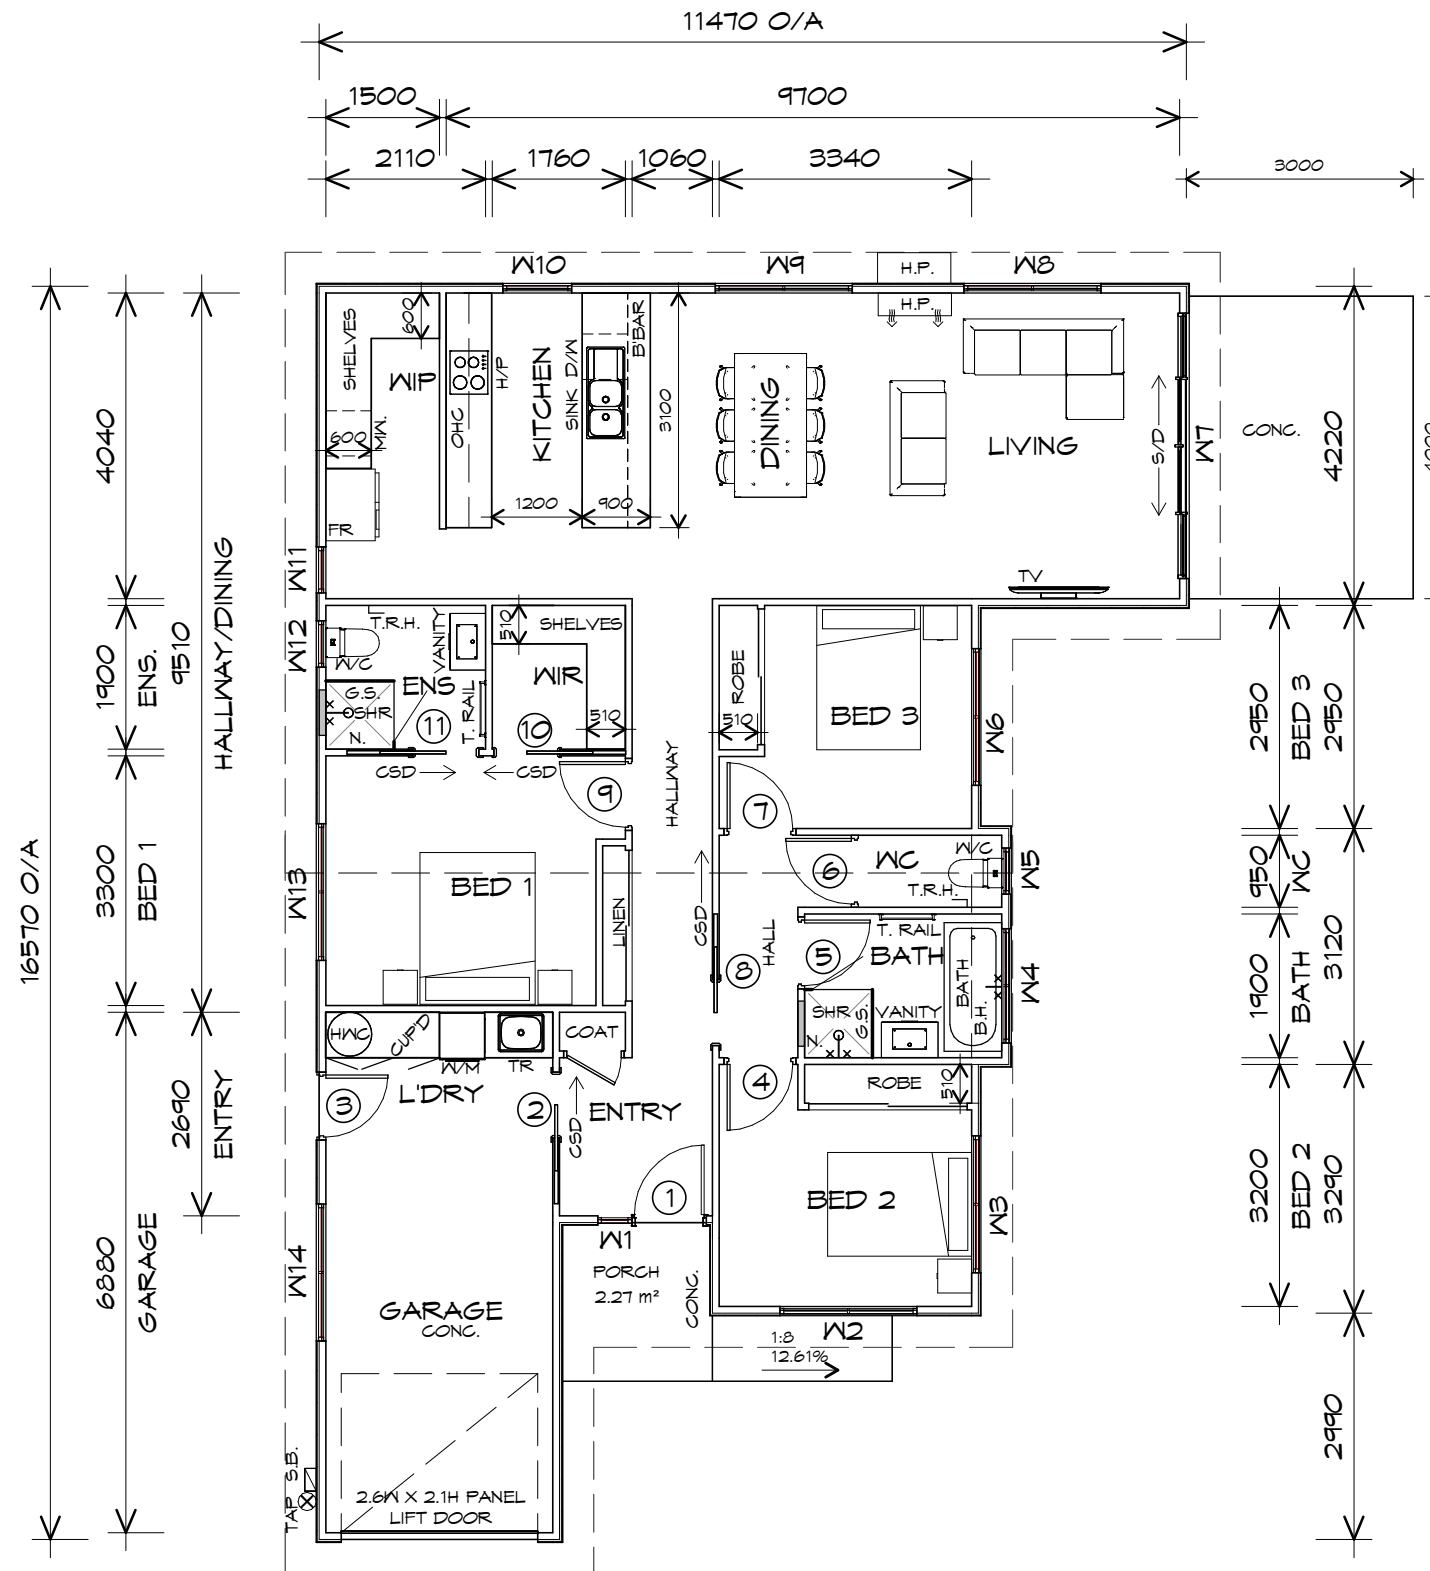 11470 O/A
1500
9700
2110
1760
1060
3340
3000
W10
W9
H.P.
W8
H.P.
SHELVES
600
WIP
OHC
H/P
KITCHEN
SINK D/W
B'BAR
3100
DINING
LIVING
S/D
W7
CONC.
4220
600
MW.
FR
1200
900
TV
W11
4040
HALLWAY/DINING
9510
1900
ENS.
W12
T.R.H.
W/C
VANITY
ENS
G.S.
SHR
N.
T. RAIL
11
510
SHELVES
WIR
10
510
CSD
CSD
9
HALLWAY
ROBE
510
BED 3
W6
2950
BED 3
2950
7
6
WC
W/C
T.R.H.
W5
950
WC
16570 O/A
3300
BED 1
W13
BED 1
LINEN
CSD
HALL
8
5
T. RAIL
BATH
BATH
B.H.
W4
1900
BATH
3120
SHR
G.S.
N.
VANITY
HWC
CUP'D
W/M
TR
COAT
L'DRY
3
2
CSD
ENTRY
4
ROBE
510
2690
ENTRY
1
BED 2
W3
3200
BED 2
3290
W1
PORCH
2.27 m²
CONC.
W2
1:8
12.61%
6880
GARAGE
W14
GARAGE
CONC.
2990
S.B.
TAP
2.6W X 2.1H PANEL
LIFT DOOR